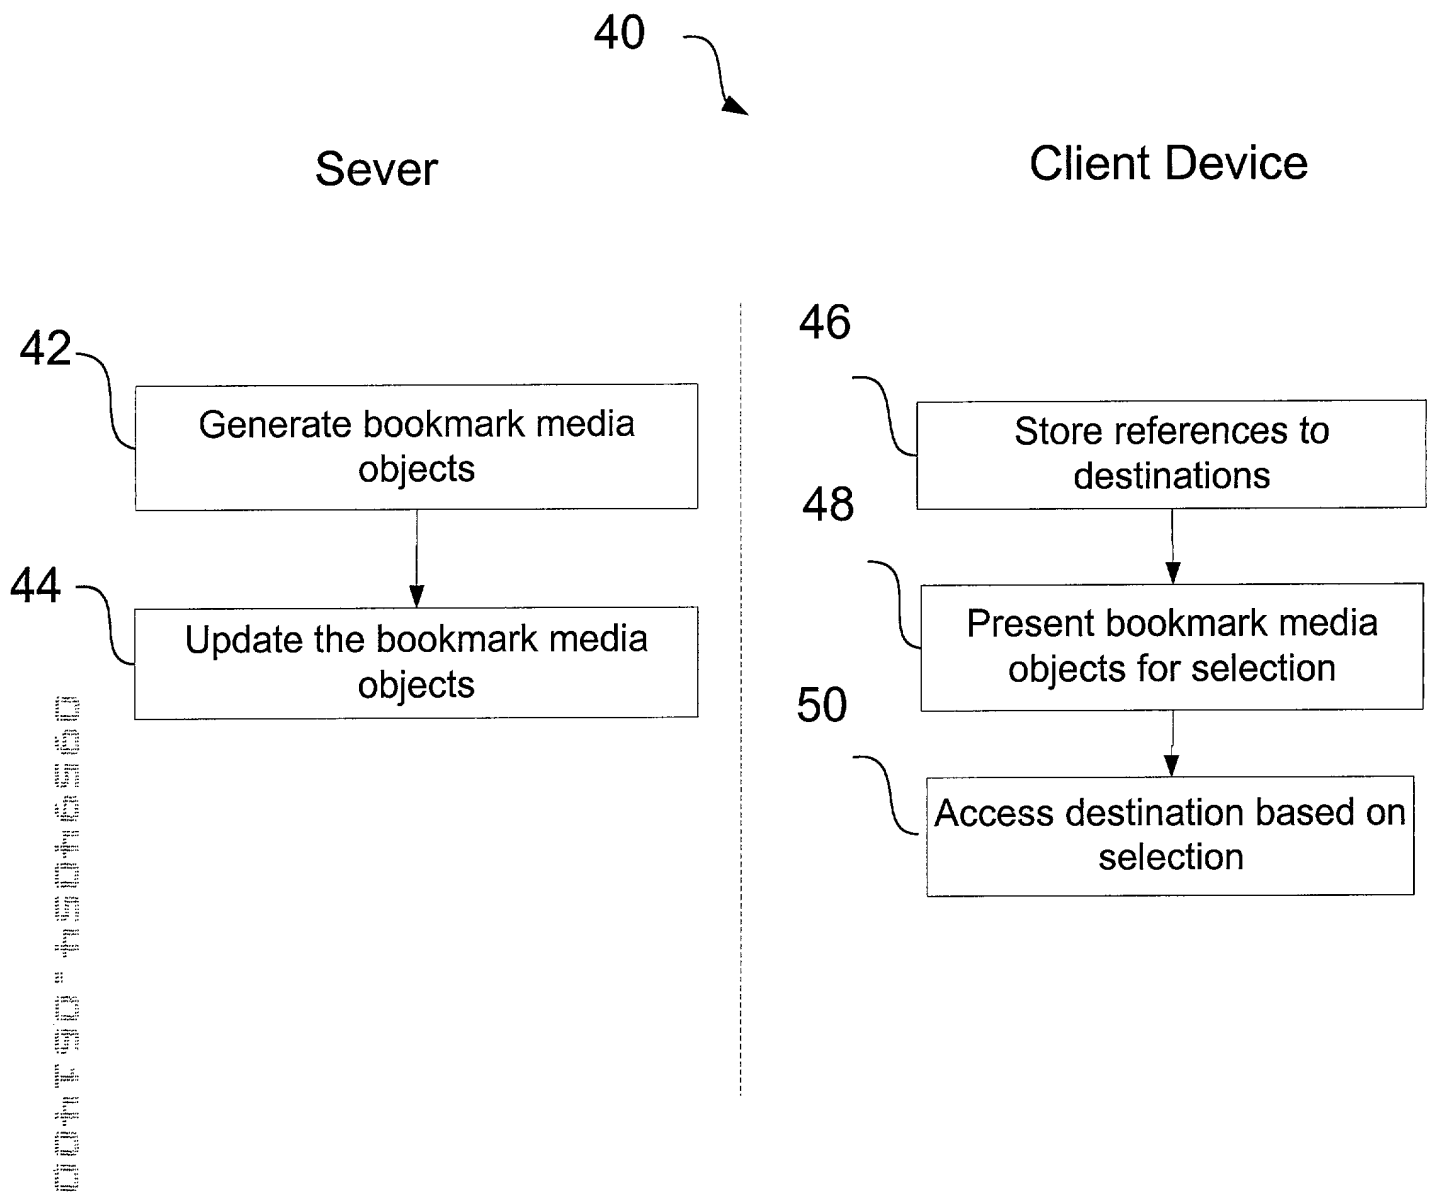 40
Sever
Client Device
42
Generate bookmark media
objects
44
Update the bookmark media
objects
46
Store references to
destinations
48
Present bookmark media
objects for selection
50
Access destination based on
selection